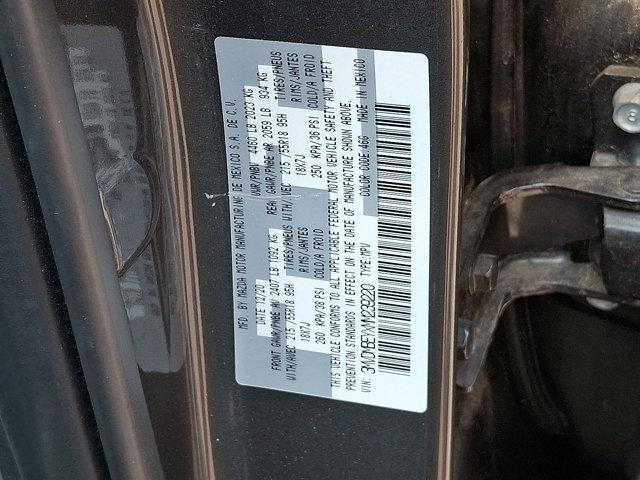 MFD. BY MAZDA MOTOR MANUFACTURING DE MEXICO S.A. DE C.V.
DATE 12/20 GVWR/PNBV 4460 LB 2023 KG
FRONT GAWR/PNBE AV 2407 LB 1092 KG REAR GAWR/PNBE AR 2059 LB 934 KG
WITH/AVEC 215/55R18 95H TIRES/PNEUS WITH/AVEC 215/55R18 95H TIRES/PNEUS
18X7J RIMS/JANTES 18X7J RIMS/JANTES
260 KPA/38 PSI COLD/A FROID 250 KPA/36 PSI COLD/A FROID
THIS VEHICLE CONFORMS TO ALL APPLICABLE FEDERAL MOTOR VEHICLE SAFETY AND THEFT
PREVENTION STANDARDS IN EFFECT ON THE DATE OF MANUFACTURE SHOWN ABOVE.
VIN: TYPE MPV COLOR CODE 46G MADE IN MEXICO